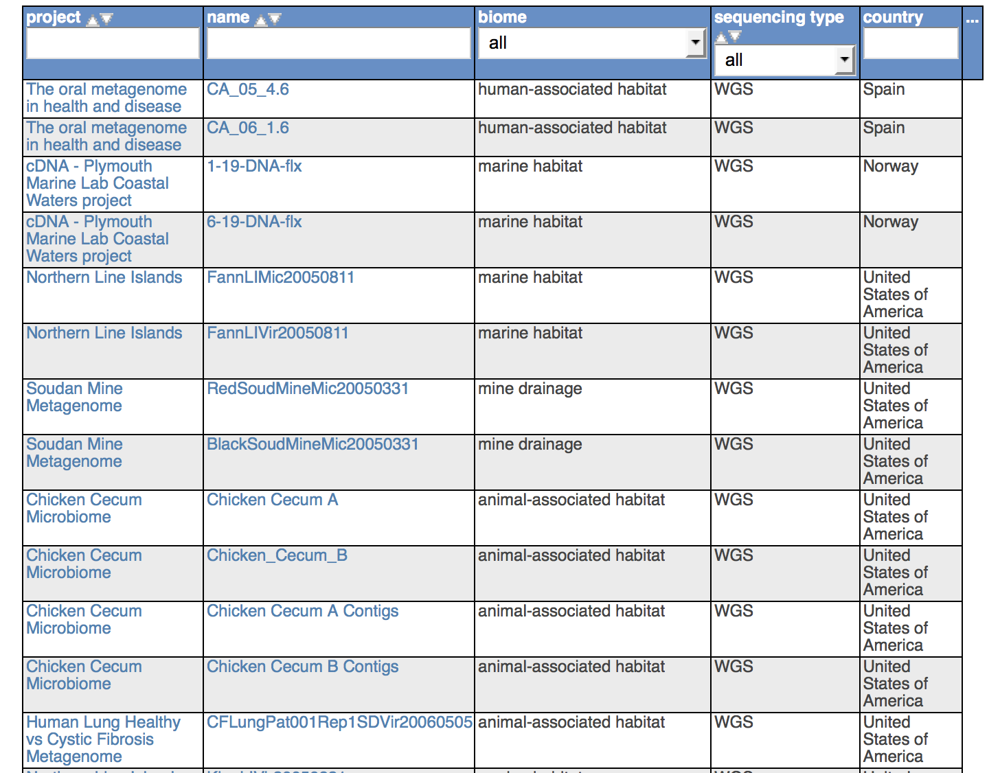 project name biome sequencing type country ...
all
all
The oral metagenome in health and disease CA_05_4.6 human-associated habitat WGS Spain
The oral metagenome in health and disease CA_06_1.6 human-associated habitat WGS Spain
cDNA - Plymouth Marine Lab Coastal Waters project 1-19-DNA-flx marine habitat WGS Norway
cDNA - Plymouth Marine Lab Coastal Waters project 6-19-DNA-flx marine habitat WGS Norway
Northern Line Islands FannLIMic20050811 marine habitat WGS United States of America
Northern Line Islands FannLIVir20050811 marine habitat WGS United States of America
Soudan Mine Metagenome RedSoudMineMic20050331 mine drainage WGS United States of America
Soudan Mine Metagenome BlackSoudMineMic20050331 mine drainage WGS United States of America
Chicken Cecum Microbiome Chicken Cecum A animal-associated habitat WGS United States of America
Chicken Cecum Microbiome Chicken_Cecum_B animal-associated habitat WGS United States of America
Chicken Cecum Microbiome Chicken Cecum A Contigs animal-associated habitat WGS United States of America
Chicken Cecum Microbiome Chicken Cecum B Contigs animal-associated habitat WGS United States of America
Human Lung Healthy vs Cystic Fibrosis Metagenome CFLungPat001Rep1SDVir20060505 animal-associated habitat WGS United States of America